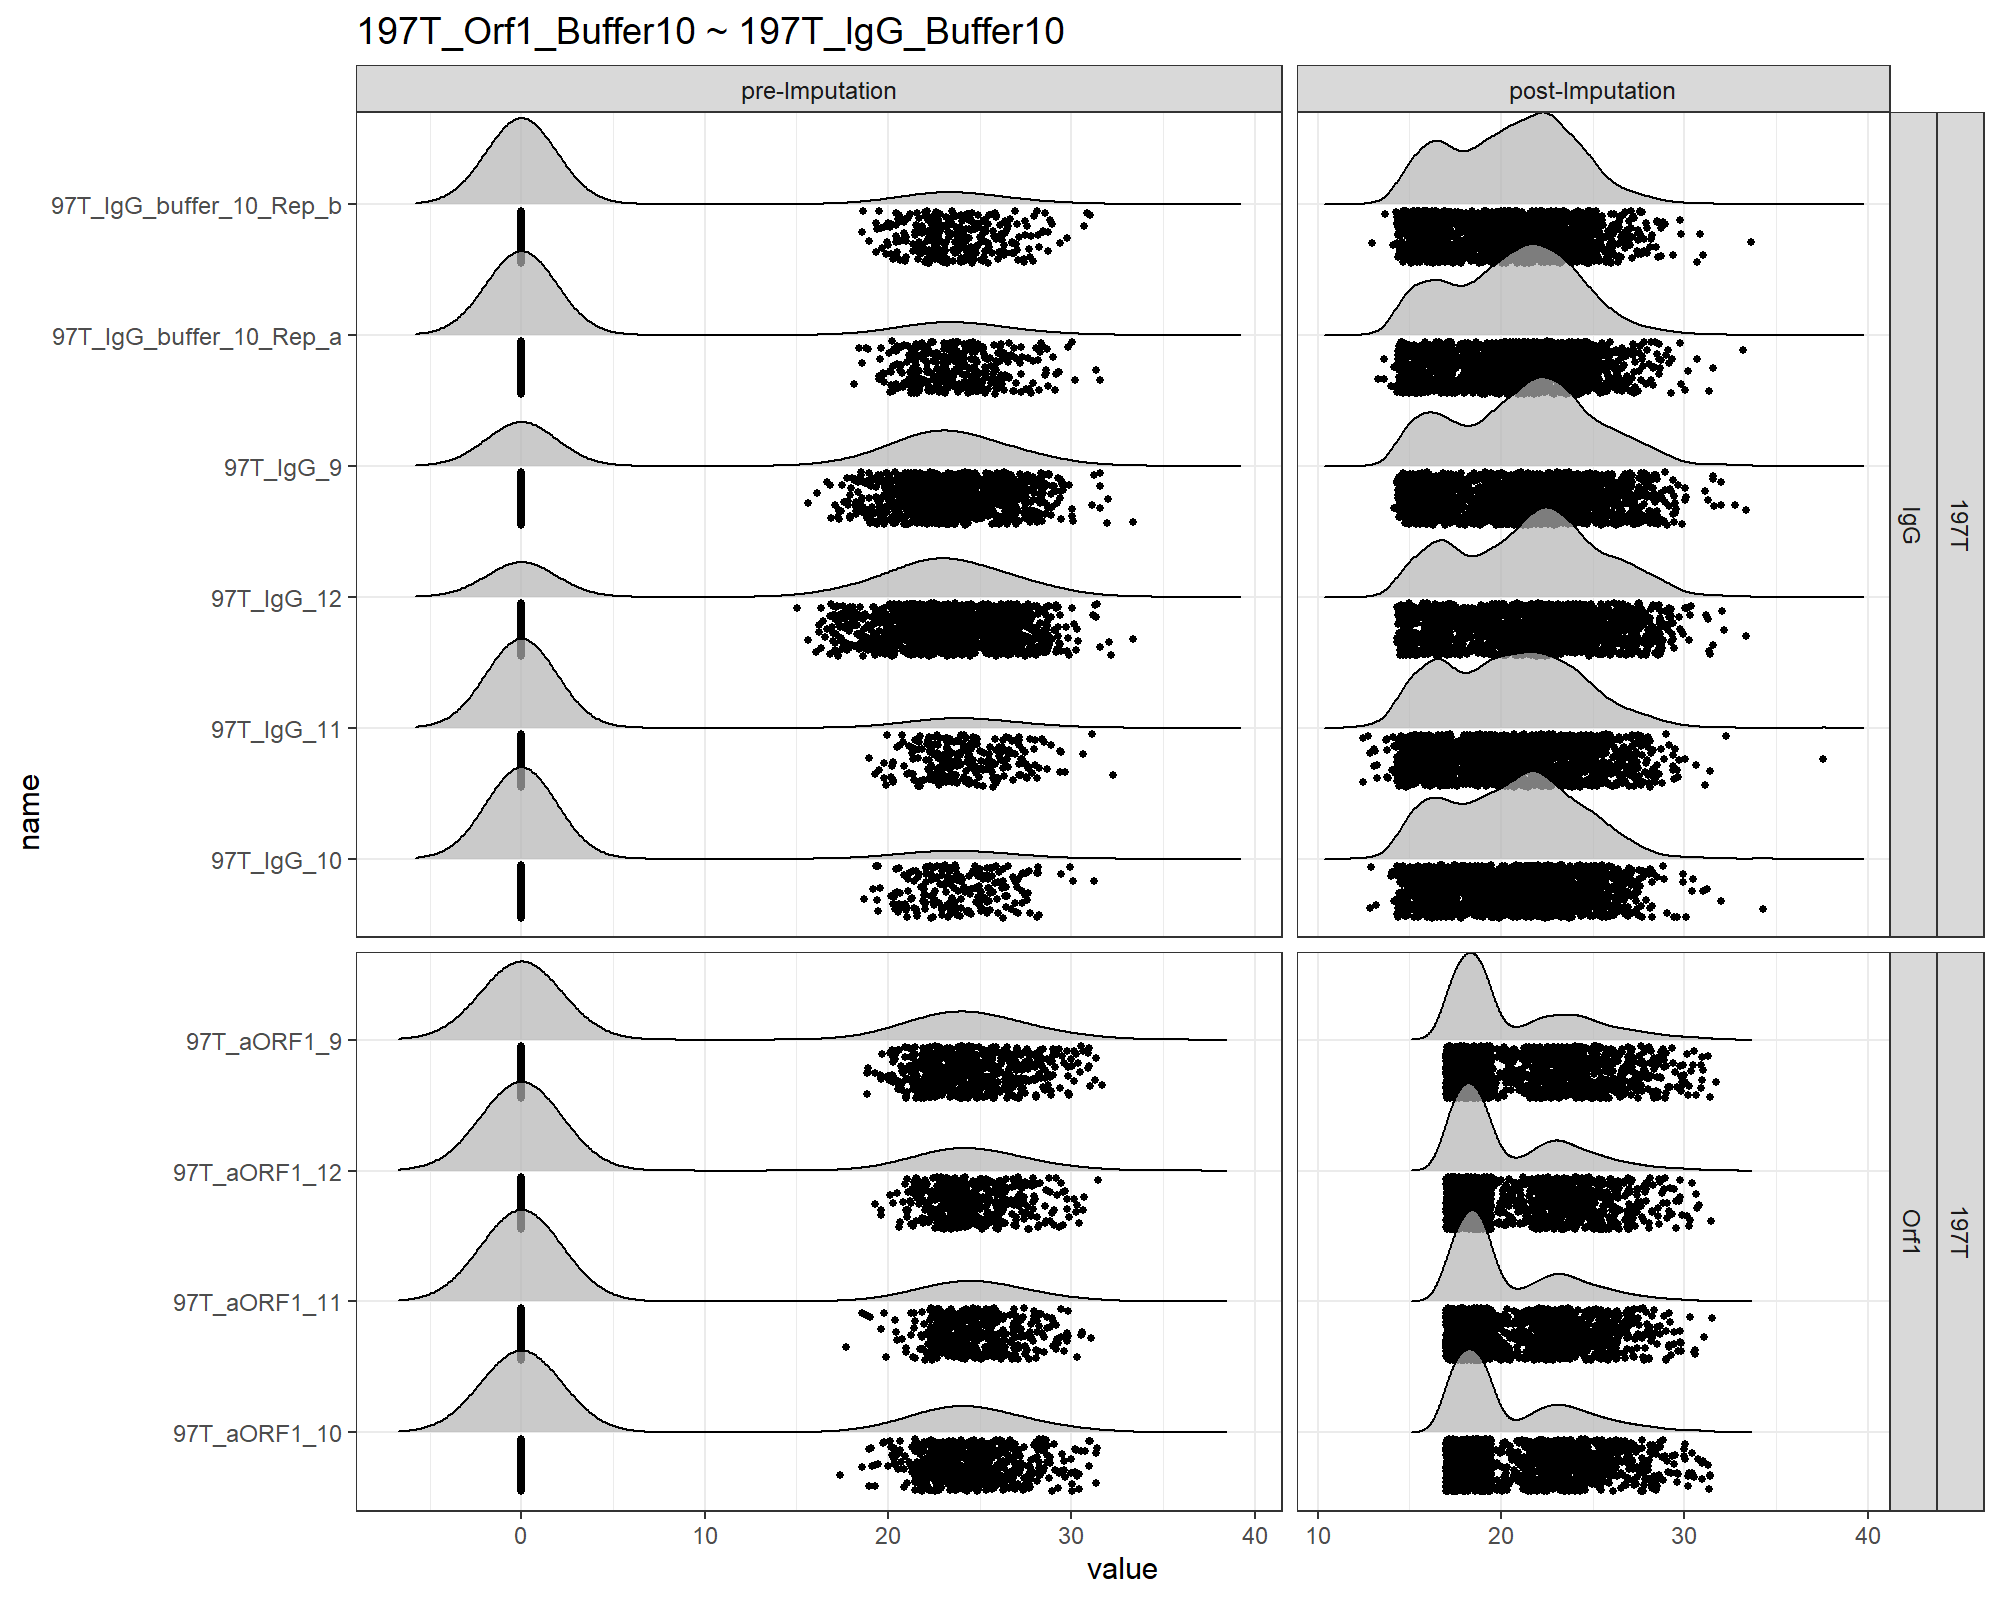 197T_Orf1_Buffer10 ~ 197T_IgG_Buffer10
pre-Imputation
post-Imputation
97T_IgG_buffer_10_Rep_b
97T_IgG_buffer_10_Rep_a
97T_IgG_9
97T_IgG_12
97T_IgG_11
97T_IgG_10
IgG
197T
97T_aORF1_9
97T_aORF1_12
97T_aORF1_11
97T_aORF1_10
Orf1
197T
name
0 10 20 30 40
10 20 30 40
value